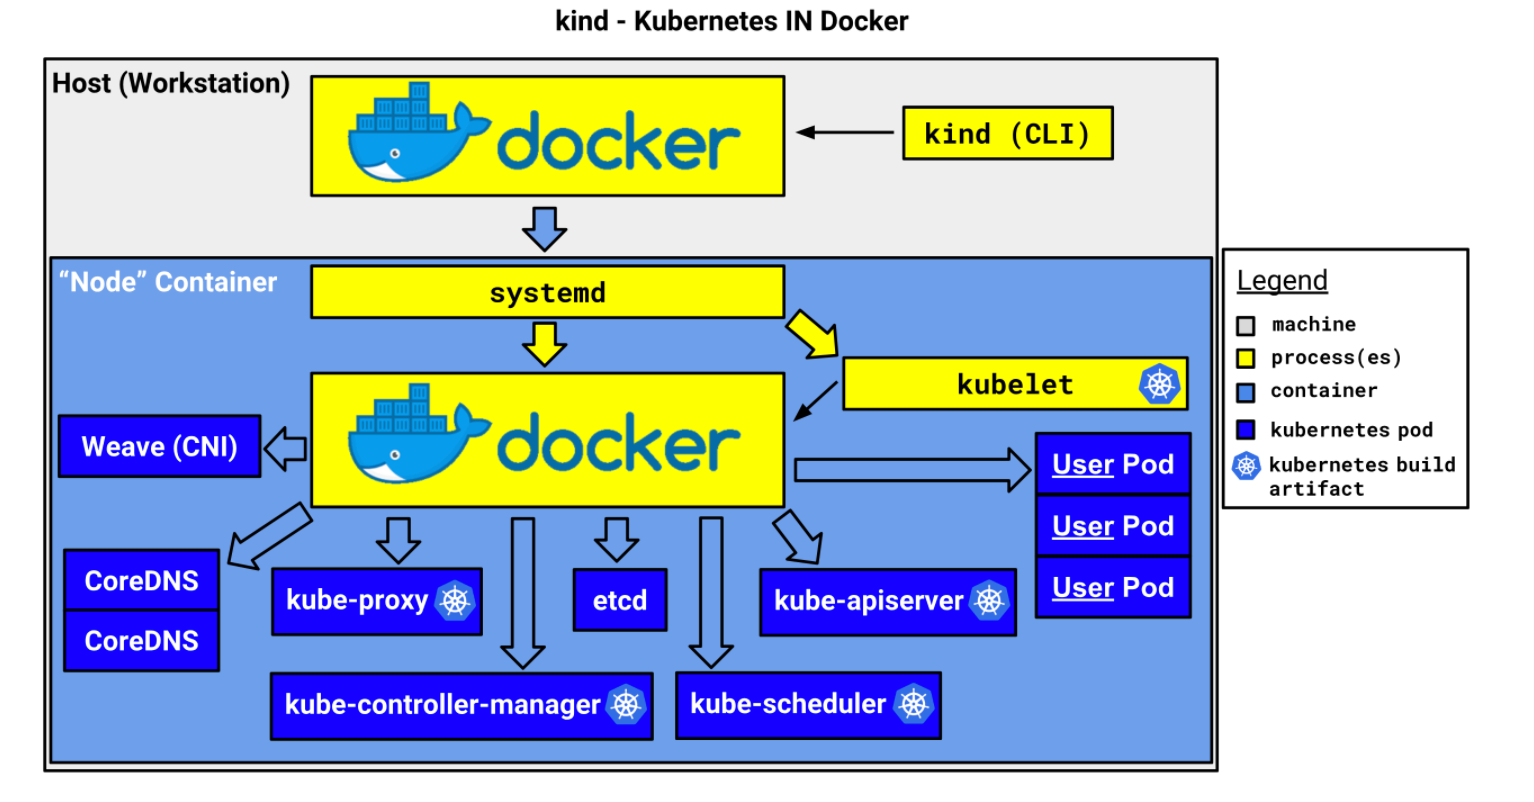 kind - Kubernetes IN Docker
Host (Workstation)
docker
kind (CLI)
“Node” Container
systemd
kubelet
docker
Weave (CNI)
User Pod
User Pod
User Pod
CoreDNS
CoreDNS
kube-proxy
etcd
kube-apiserver
kube-controller-manager
kube-scheduler
Legend
machine
process(es)
container
kubernetes pod
kubernetes build
artifact